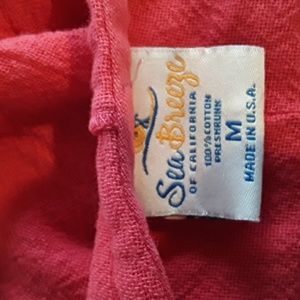 Sea Breeze
OF CALIFORNIA
100% COTTON
PRESHRUNK
M
MADE IN U.S.A.